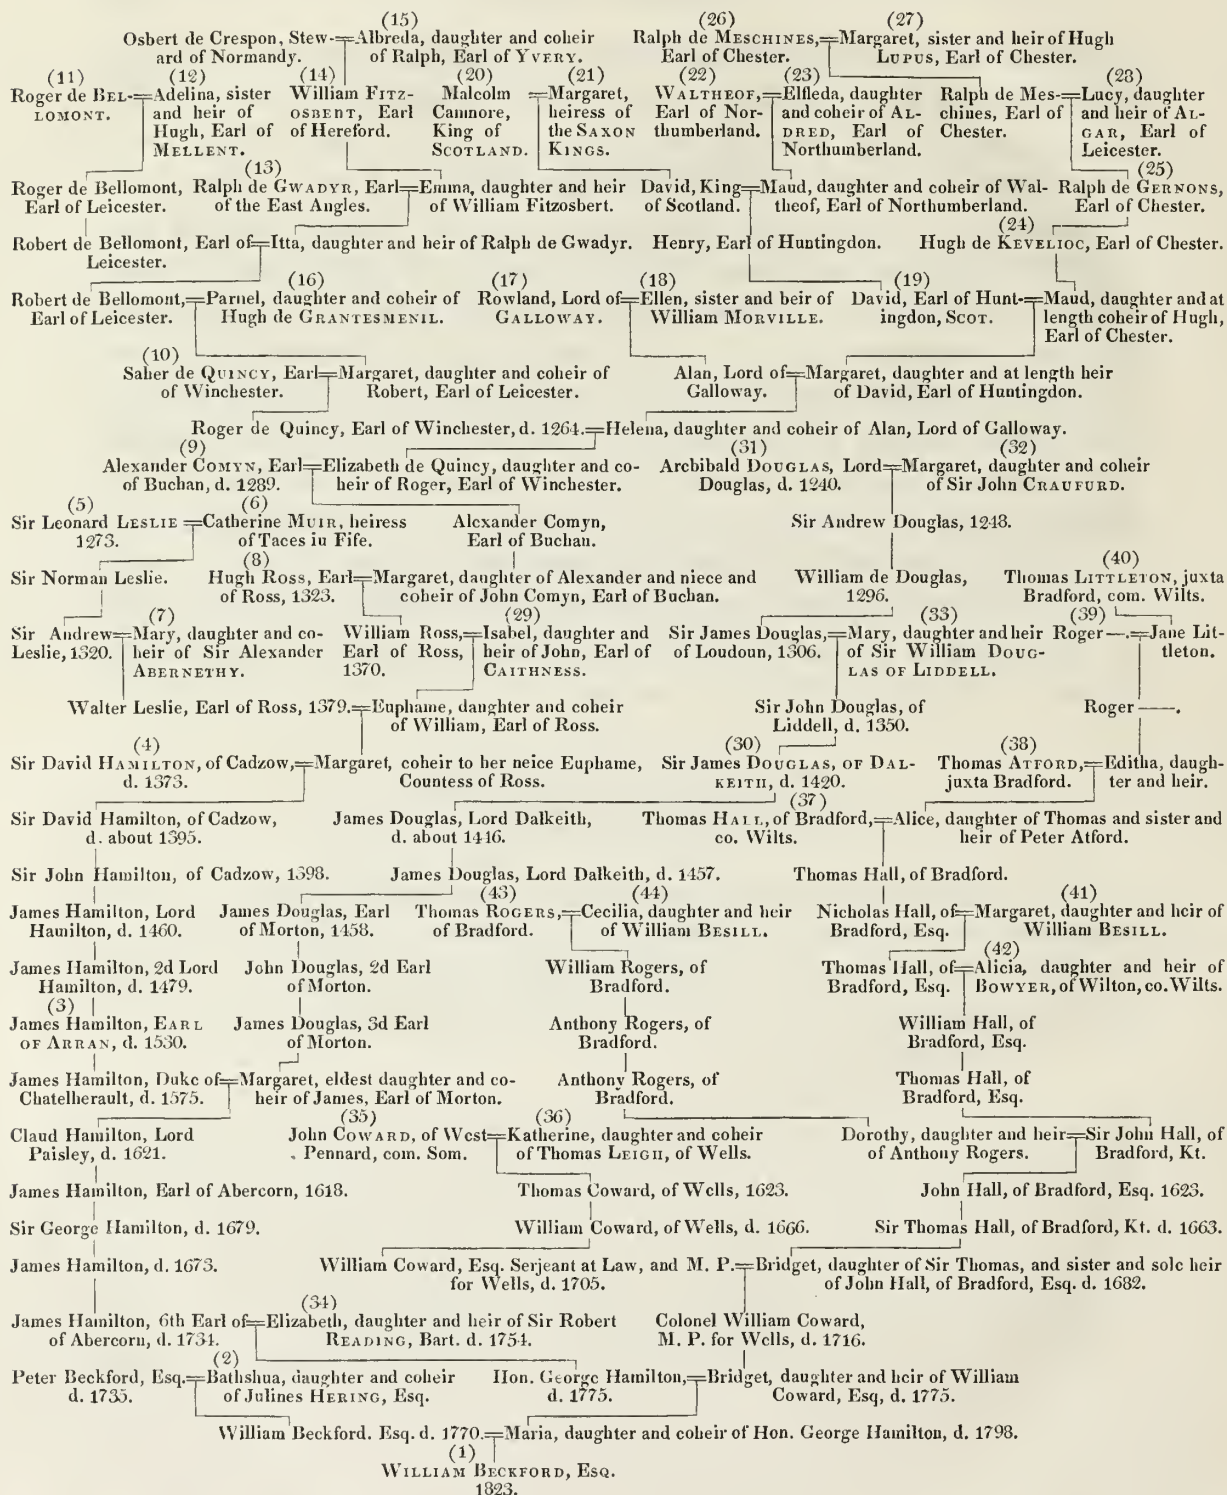 (15) (26) (27)
Osbert de Crespon, Stew- Albreda, daughter and coheir Ralph de MESCHINES, Margaret, sister and heir of Hugh
ard of Normandy. of Ralph, Earl of YVERY. Earl of Chester. LUPUS, Earl of Chester.
(11) (12) (14) (20) (21) (22) (23) (28)
Roger de BEL- Adelina, sister William FITZ- Malcolm Margaret, WALTHEOF, Elfleda, daughter Ralph de Mes- Lucy, daughter
LOMONT. and heir of OSBENT, Earl Canmore, heiress of Earl of Nor- and coheir of AL- chines, Earl of and heir of AL-
Hugh, Earl of of Hereford. King of the SAXON thumberland. DRED, Earl of Chester. GAR, Earl of
MELLENT. SCOTLAND. KINGS. Northumberland. Leicester.
(13) (25)
Roger de Bellomont, Ralph de GWADYR, Earl Emma, daughter and heir David, King Maud, daughter and coheir of Wal- Ralph de GERNONS,
Earl of Leicester. of the East Angles. of William Fitzosbert. of Scotland. theof, Earl of Northumberland. Earl of Chester.
(24)
Robert de Bellomont, Earl of Itta, daughter and heir of Ralph de Gwadyr. Henry, Earl of Huntingdon. Hugh de KEVELIOC, Earl of Chester.
Leicester.
(16) (17) (18) (19)
Robert de Bellomont, Parnel, daughter and coheir of Rowland, Lord of Ellen, sister and heir of David, Earl of Hunt- Maud, daughter and at
Earl of Leicester. Hugh de GRANTESMENIL. GALLOWAY. William MORVILLE. ingdon, SCOT. length coheir of Hugh,
Earl of Chester.
(10)
Saher de QUINCY, Earl Margaret, daughter and coheir of Alan, Lord of Margaret, daughter and at length heir
of Winchester. Robert, Earl of Leicester. Galloway. of David, Earl of Huntingdon.
Roger de Quincy, Earl of Winchester, d. 1264. Helena, daughter and coheir of Alan, Lord of Galloway.
(9) (31) (32)
Alexander COMYN, Earl Elizabeth de Quincy, daughter and co- Archibald DOUGLAS, Lord Margaret, daughter and coheir
of Buchan, d. 1289. heir of Roger, Earl of Winchester. Douglas, d. 1240. of Sir John CRAUFURD.
(5) (6)
Sir Leonard LESLIE Catherine MUIR, heiress Alexander Comyn, Sir Andrew Douglas, 1248.
1273. of Taces in Fife. Earl of Buchan.
(8) (40)
Sir Norman Leslie. Hugh Ross, Earl Margaret, daughter of Alexander and niece and William de Douglas, Thomas LITTLETON, juxta
of Ross, 1323. coheir of John Comyn, Earl of Buchan. 1296. Bradford, com. Wilts.
(7) (29) (33) (39)
Sir Andrew Mary, daughter and co- William Ross, Isabel, daughter and Sir James Douglas, Mary, daughter and heir Roger —. Jane Lit-
Leslie, 1320. heir of Sir Alexander Earl of Ross, heir of John, Earl of of Loudoun, 1306. of Sir William DOUG- tleton.
ABERNETHY. 1370. CAITHNESS. LAS OF LIDDELL.
Walter Leslie, Earl of Ross, 1379. Euphame, daughter and coheir Sir John Douglas, of Roger —.
of William, Earl of Ross. Liddell, d. 1350.
(4) (30) (38)
Sir David HAMILTON, of Cadzow, Margaret, coheir to her neice Euphame, Sir James DOUGLAS, OF DAL- Thomas ATFORD, Editha, daugh-
d. 1373. Countess of Ross. KEITH, d. 1420. juxta Bradford. ter and heir.
(37)
Sir David Hamilton, of Cadzow, James Douglas, Lord Dalkeith, Thomas HALL, of Bradford, Alice, daughter of Thomas and sister and
d. about 1395. d. about 1446. co. Wilts. heir of Peter Atford.
Sir John Hamilton, of Cadzow, 1398. James Douglas, Lord Dalkeith, d. 1457. Thomas Hall, of Bradford.
(43) (44) (41)
James Hamilton, Lord James Douglas, Earl Thomas ROGERS, Cecilia, daughter and heir Nicholas Hall, of Margaret, daughter and heir of
Hamilton, d. 1460. of Morton, 1458. of Bradford. of William BESILL. Bradford, Esq. William BESILL.
(42)
James Hamilton, 2d Lord John Douglas, 2d Earl William Rogers, of Thomas Hall, of Alicia, daughter and heir of
Hamilton, d. 1479. of Morton. Bradford. Bradford, Esq. BOWYER, of Wilton, co. Wilts.
(3)
James Hamilton, EARL James Douglas, 3d Earl Anthony Rogers, of William Hall, of
OF ARRAN, d. 1530. of Morton. Bradford. Bradford, Esq.
James Hamilton, Duke of Margaret, eldest daughter and co- Anthony Rogers, of Thomas Hall, of
Chatelherault, d. 1575. heir of James, Earl of Morton. Bradford. Bradford, Esq.
(35) (36)
Claud Hamilton, Lord John COWARD, of West Katherine, daughter and coheir Dorothy, daughter and heir Sir John Hall, of
Paisley, d. 1621. Pennard, com. Som. of Thomas LEIGH, of Wells. of Anthony Rogers. Bradford, Kt.
James Hamilton, Earl of Abercorn, 1618. Thomas Coward, of Wells, 1623. John Hall, of Bradford, Esq. 1623.
Sir George Hamilton, d. 1679. William Coward, of Wells, d. 1666. Sir Thomas Hall, of Bradford, Kt. d. 1663.
James Hamilton, d. 1673. William Coward, Esq. Serjeant at Law, and M. P. Bridget, daughter of Sir Thomas, and sister and sole heir
for Wells, d. 1705. of John Hall, of Bradford, Esq. d. 1682.
(34)
James Hamilton, 6th Earl of Elizabeth, daughter and heir of Sir Robert Colonel William Coward,
of Abercorn, d. 1734. READING, Bart. d. 1754. M. P. for Wells, d. 1716.
(2)
Peter Beckford, Esq. Bathshua, daughter and coheir Hon. George Hamilton, Bridget, daughter and heir of William
d. 1735. of Julines HERING, Esq. d. 1775. Coward, Esq, d. 1775.
William Beckford. Esq. d. 1770. Maria, daughter and coheir of Hon. George Hamilton, d. 1798.
(1)
WILLIAM BECKFORD, ESQ.
1823.